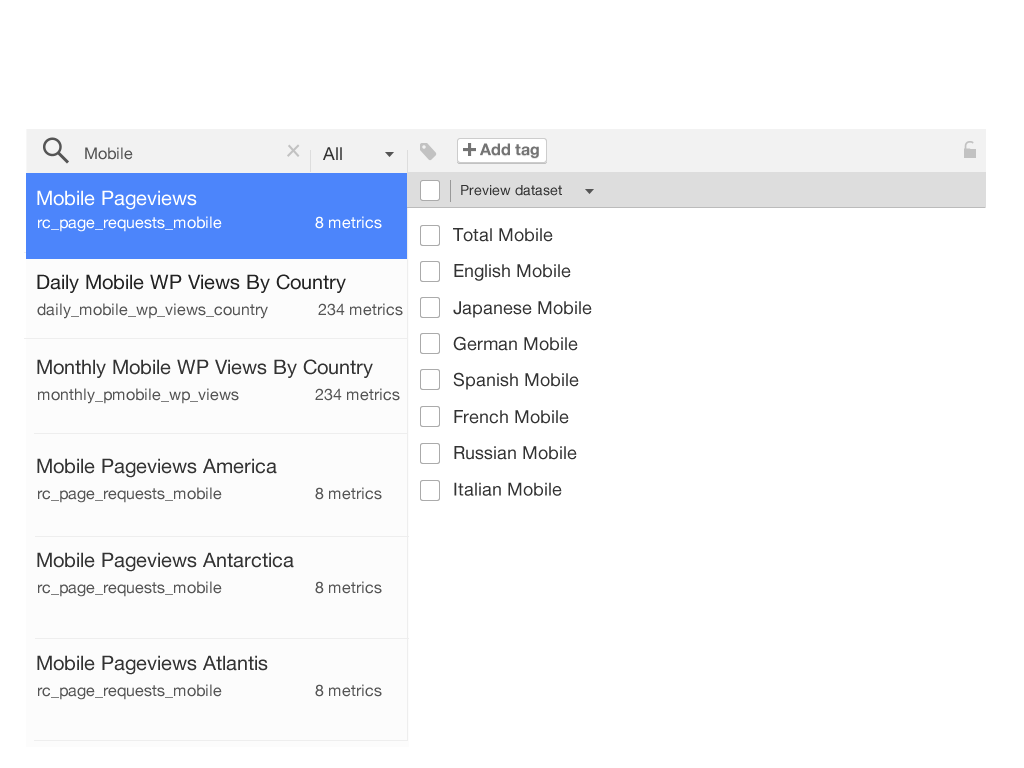 Mobile
All
+ Add tag
Preview dataset
Mobile Pageviews
rc_page_requests_mobile 8 metrics
Daily Mobile WP Views By Country
daily_mobile_wp_views_country 234 metrics
Monthly Mobile WP Views By Country
monthly_pmobile_wp_views 234 metrics
Mobile Pageviews America
rc_page_requests_mobile 8 metrics
Mobile Pageviews Antarctica
rc_page_requests_mobile 8 metrics
Mobile Pageviews Atlantis
rc_page_requests_mobile 8 metrics
Total Mobile
English Mobile
Japanese Mobile
German Mobile
Spanish Mobile
French Mobile
Russian Mobile
Italian Mobile